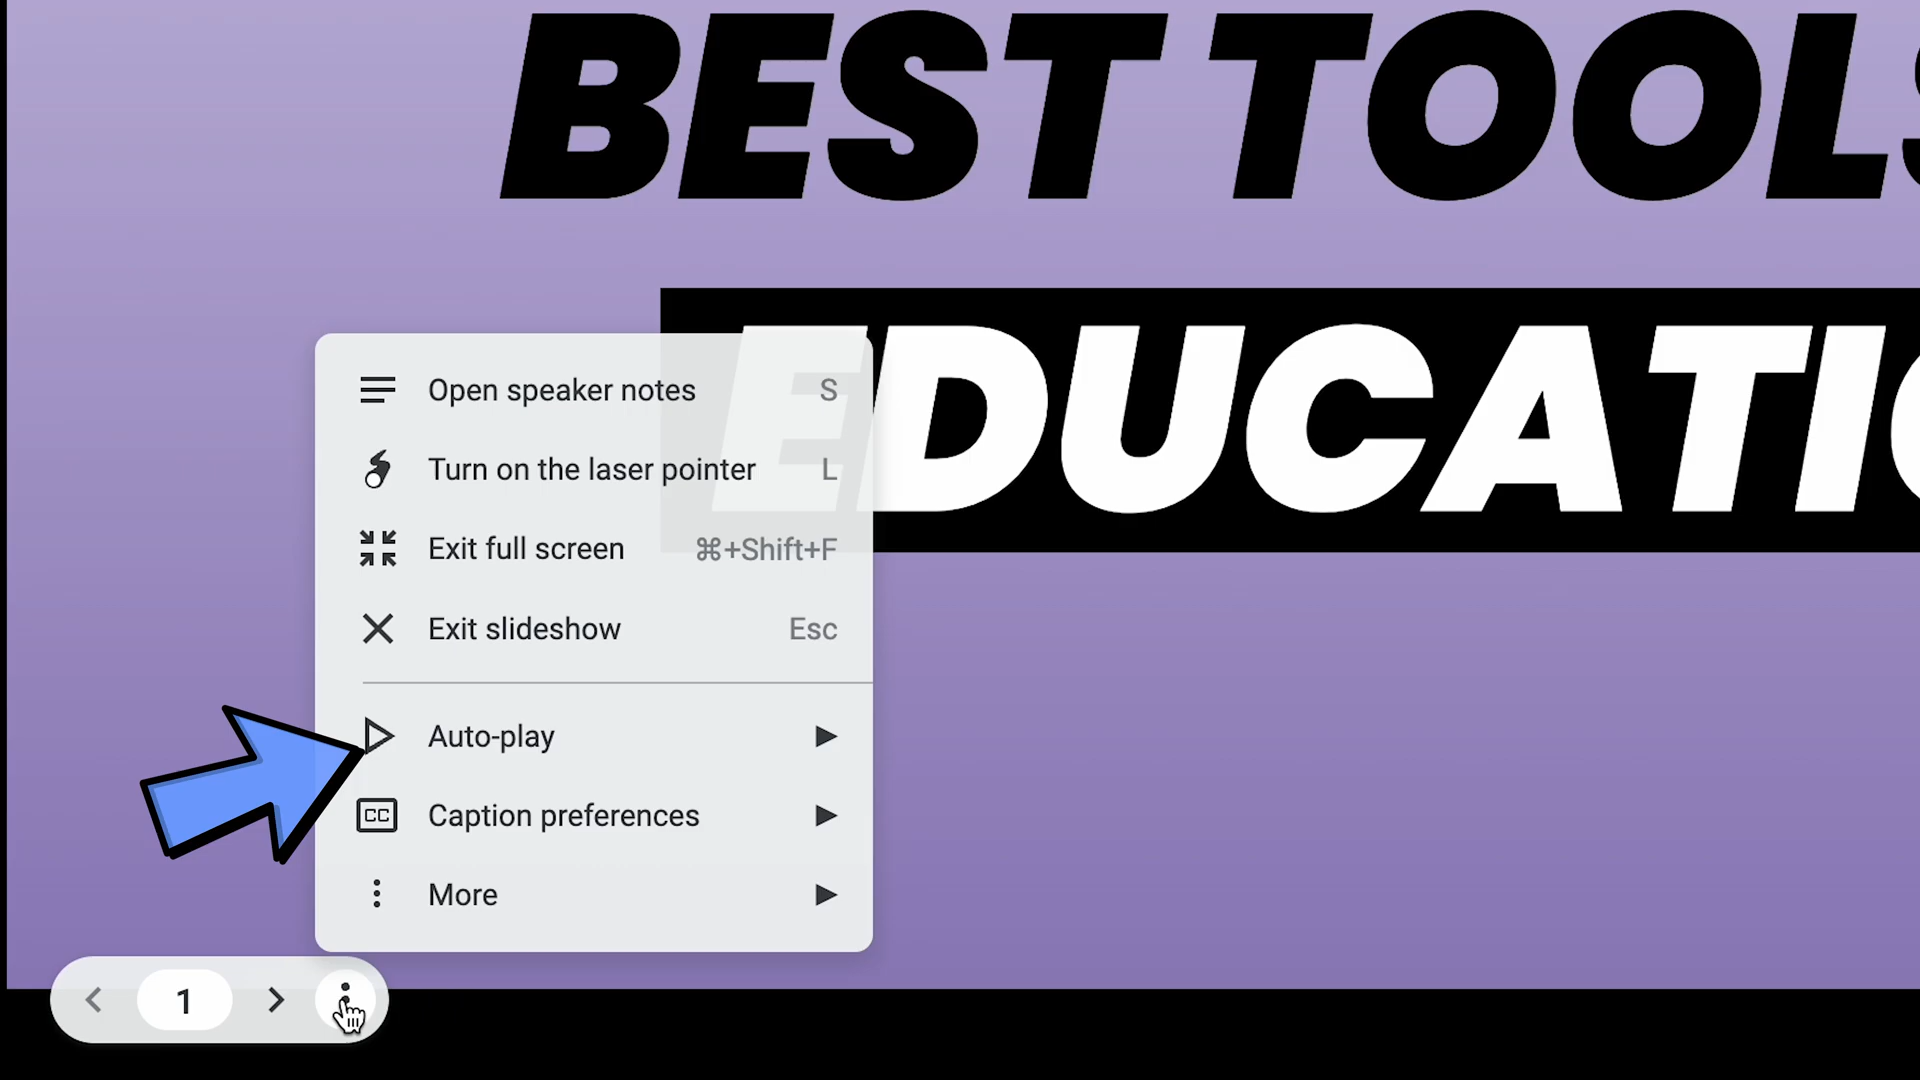 BEST TOOLS
EDUCATIO
Open speaker notes S
Turn on the laser pointer L
Exit full screen ⌘+Shift+F
Exit slideshow Esc
Auto-play
CC Caption preferences
More
1